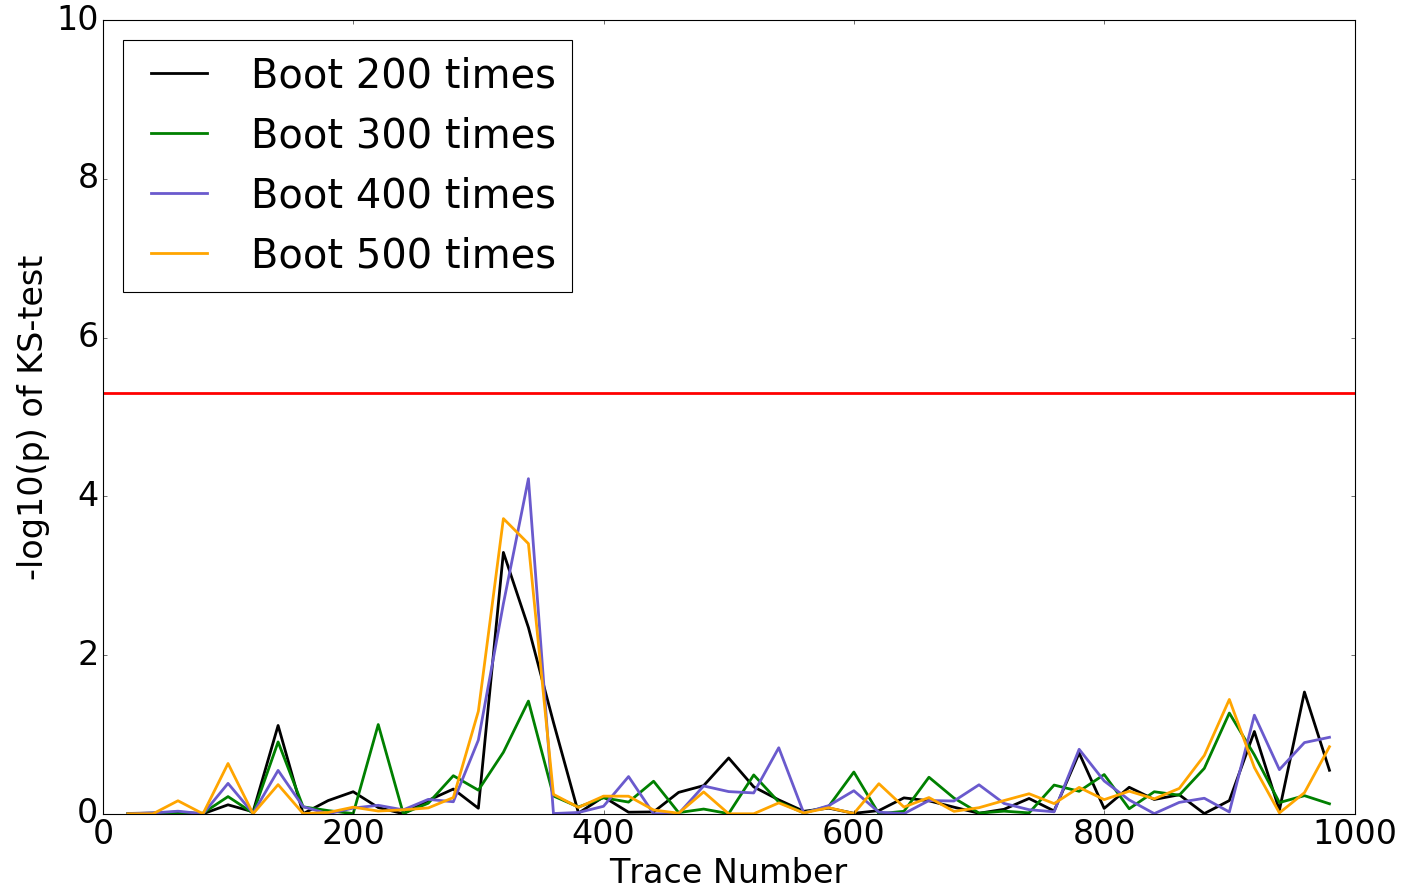 10
8
6
4
2
0
-log10(p) of KS-test
Boot 200 times
Boot 300 times
Boot 400 times
Boot 500 times
0 200 400 600 800 1000
Trace Number